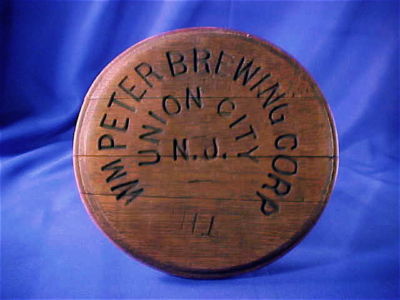 WM PETER BREWING CORP
UNION CITY
N.J.